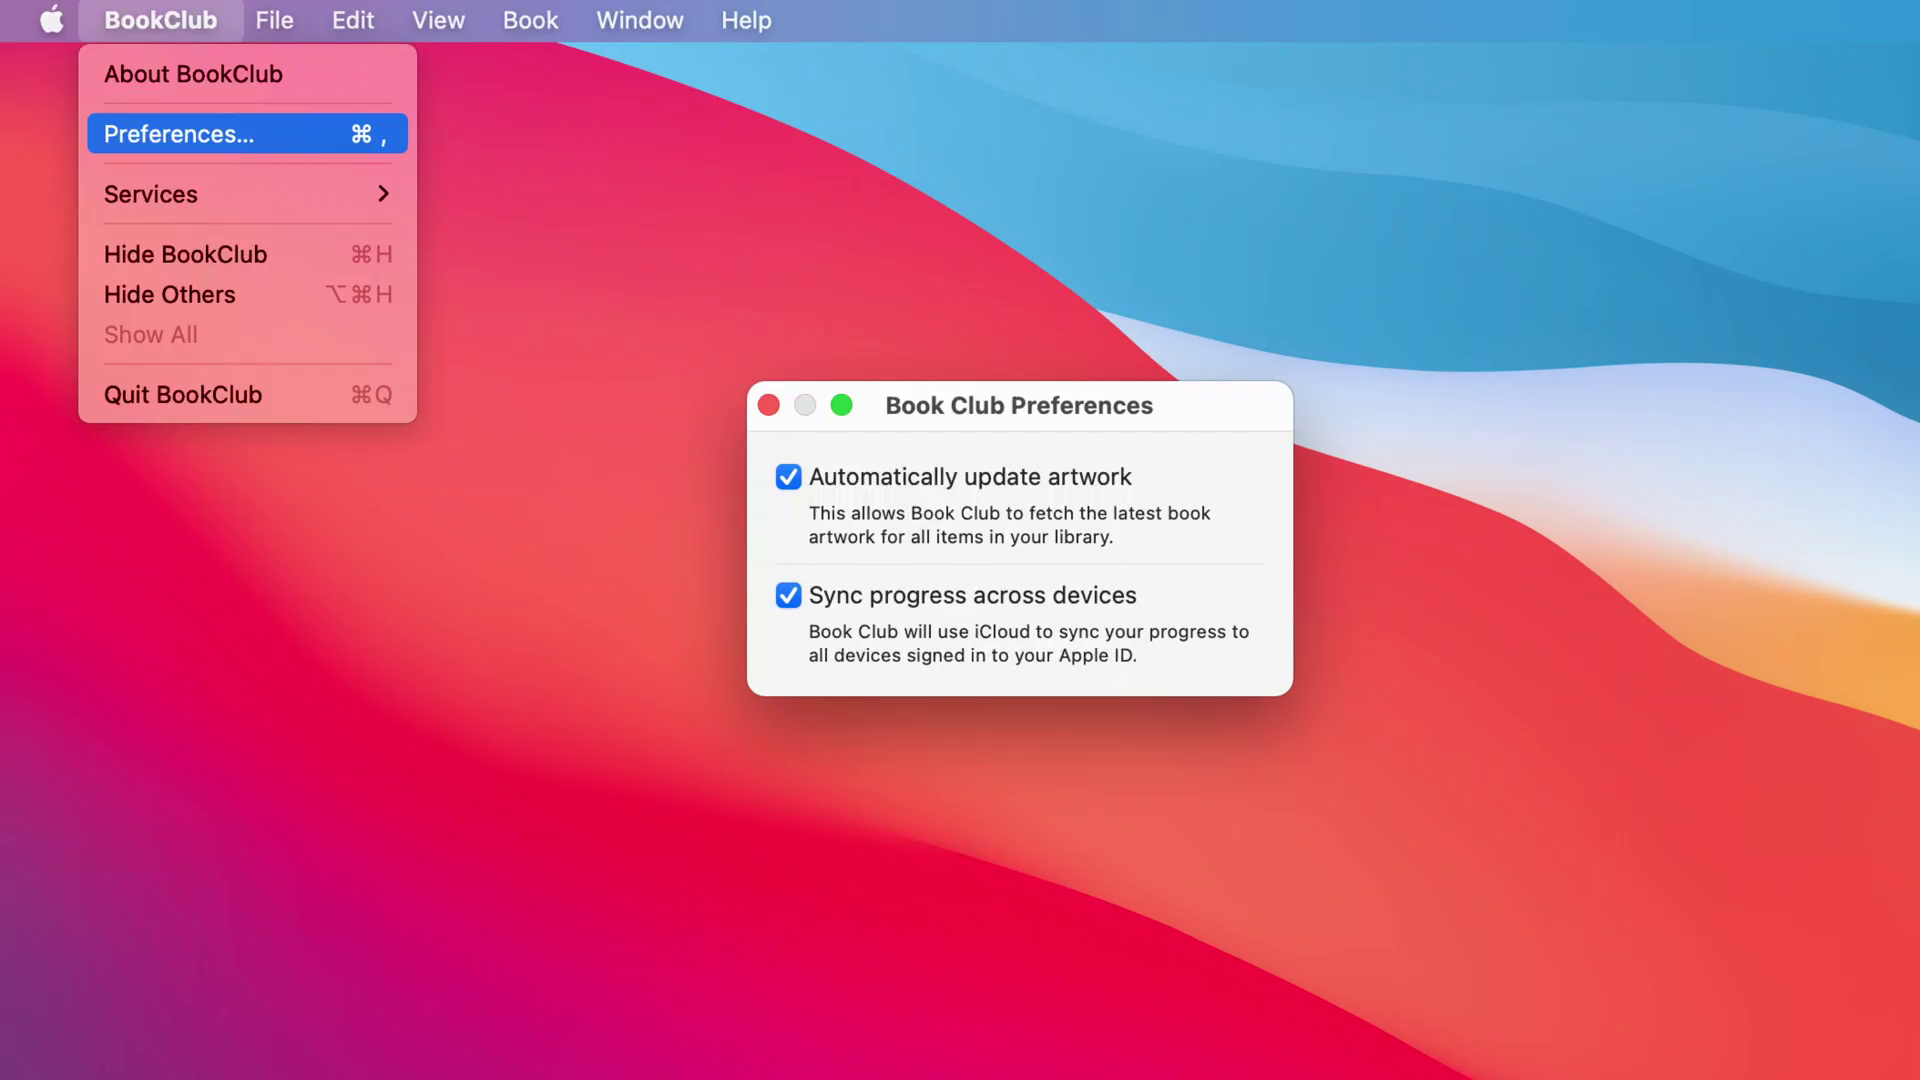 BookClub File Edit View Book Window Help
About BookClub
Preferences... ⌘ ,
Services
Hide BookClub ⌘H
Hide Others ⌥⌘H
Show All
Quit BookClub ⌘Q
Book Club Preferences
Automatically update artwork
This allows Book Club to fetch the latest book
artwork for all items in your library.
Sync progress across devices
Book Club will use iCloud to sync your progress to
all devices signed in to your Apple ID.